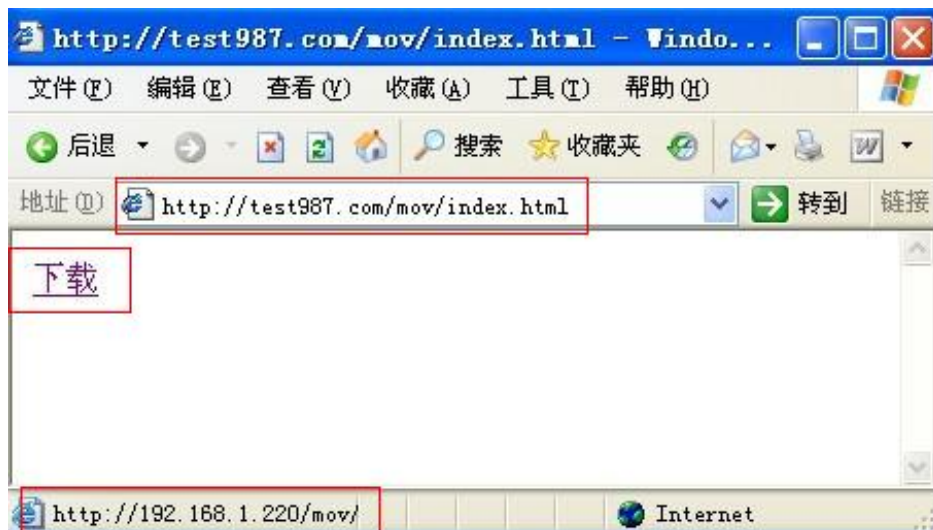 http://test987.com/mov/index.html - Windo...
文件(F) 编辑(E) 查看(V) 收藏(A) 工具(T) 帮助(H)
后退 搜索 收藏夹 W
地址(D) http://test987.com/mov/index.html 转到 链接
下载
http://192.168.1.220/mov/ Internet